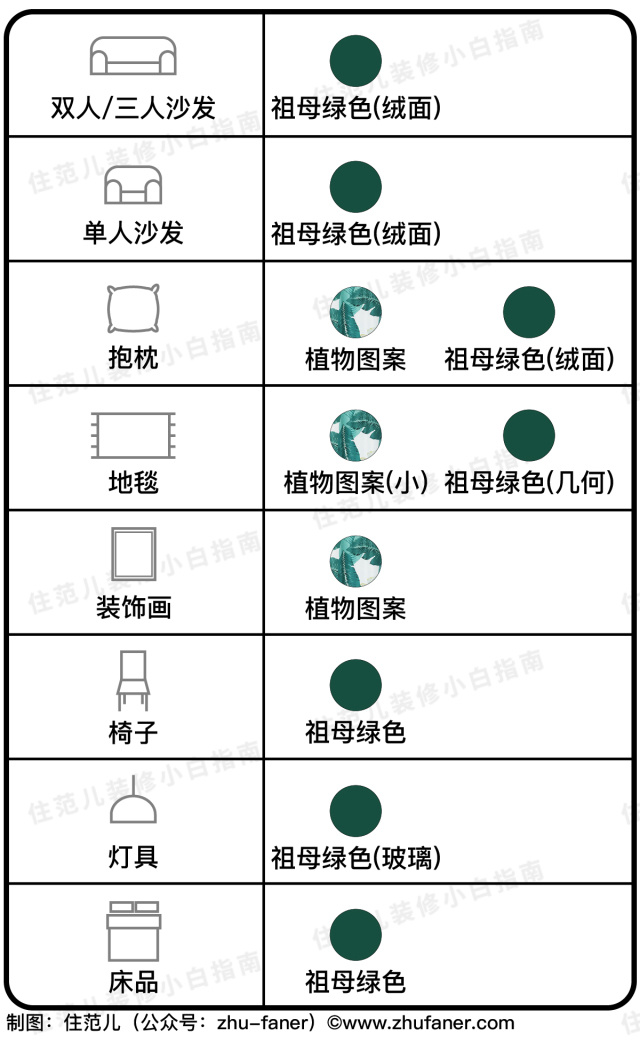 双人/三人沙发 祖母绿色(绒面)
单人沙发 祖母绿色(绒面)
抱枕 植物图案 祖母绿色(绒面)
地毯 植物图案(小) 祖母绿色(几何)
装饰画 植物图案
椅子 祖母绿色
灯具 祖母绿色(玻璃)
床品 祖母绿色
制图：住范儿（公众号：zhu-faner）©www.zhufaner.com
住范儿装修小白指南